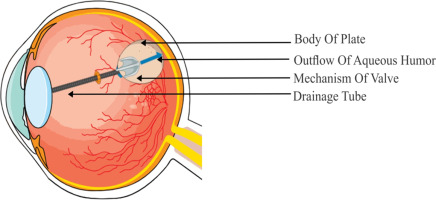 Body Of Plate
Outflow Of Aqueous Humor
Mechanism Of Valve
Drainage Tube